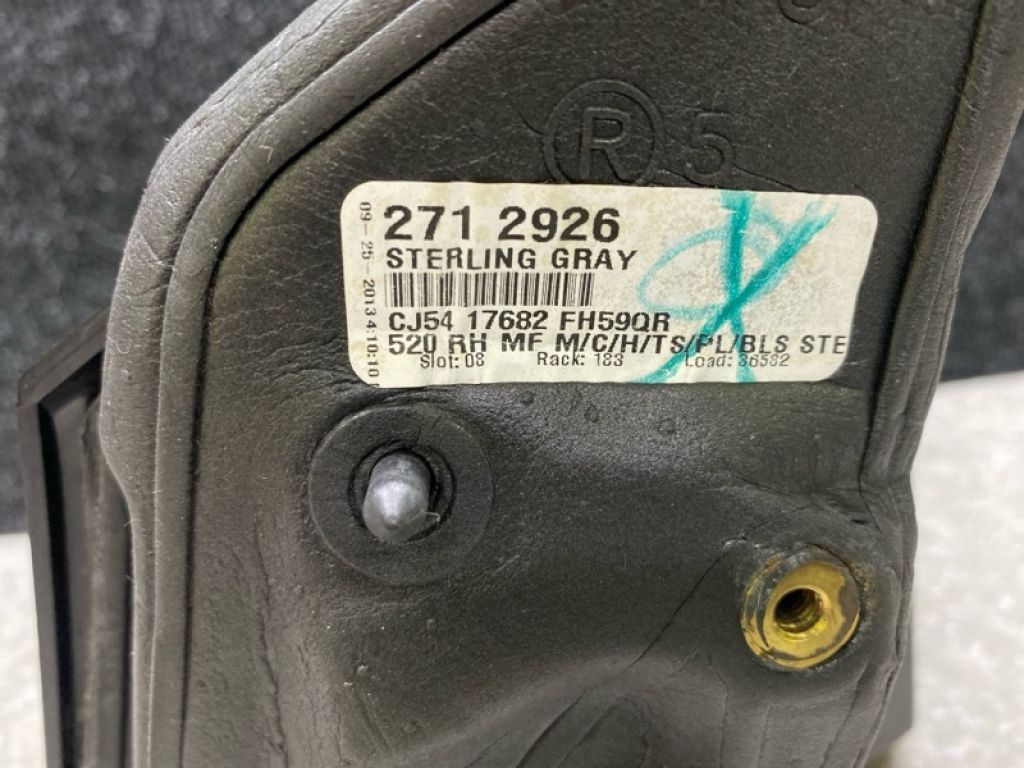 R 5
09-25-2013 4:10:10
271 2926
STERLING GRAY
CJ54 17682 FH59QR
520 RH MF M/C/H/TS/PL/BLS STE
Slot: 08 Rack: 183 Load: 36582